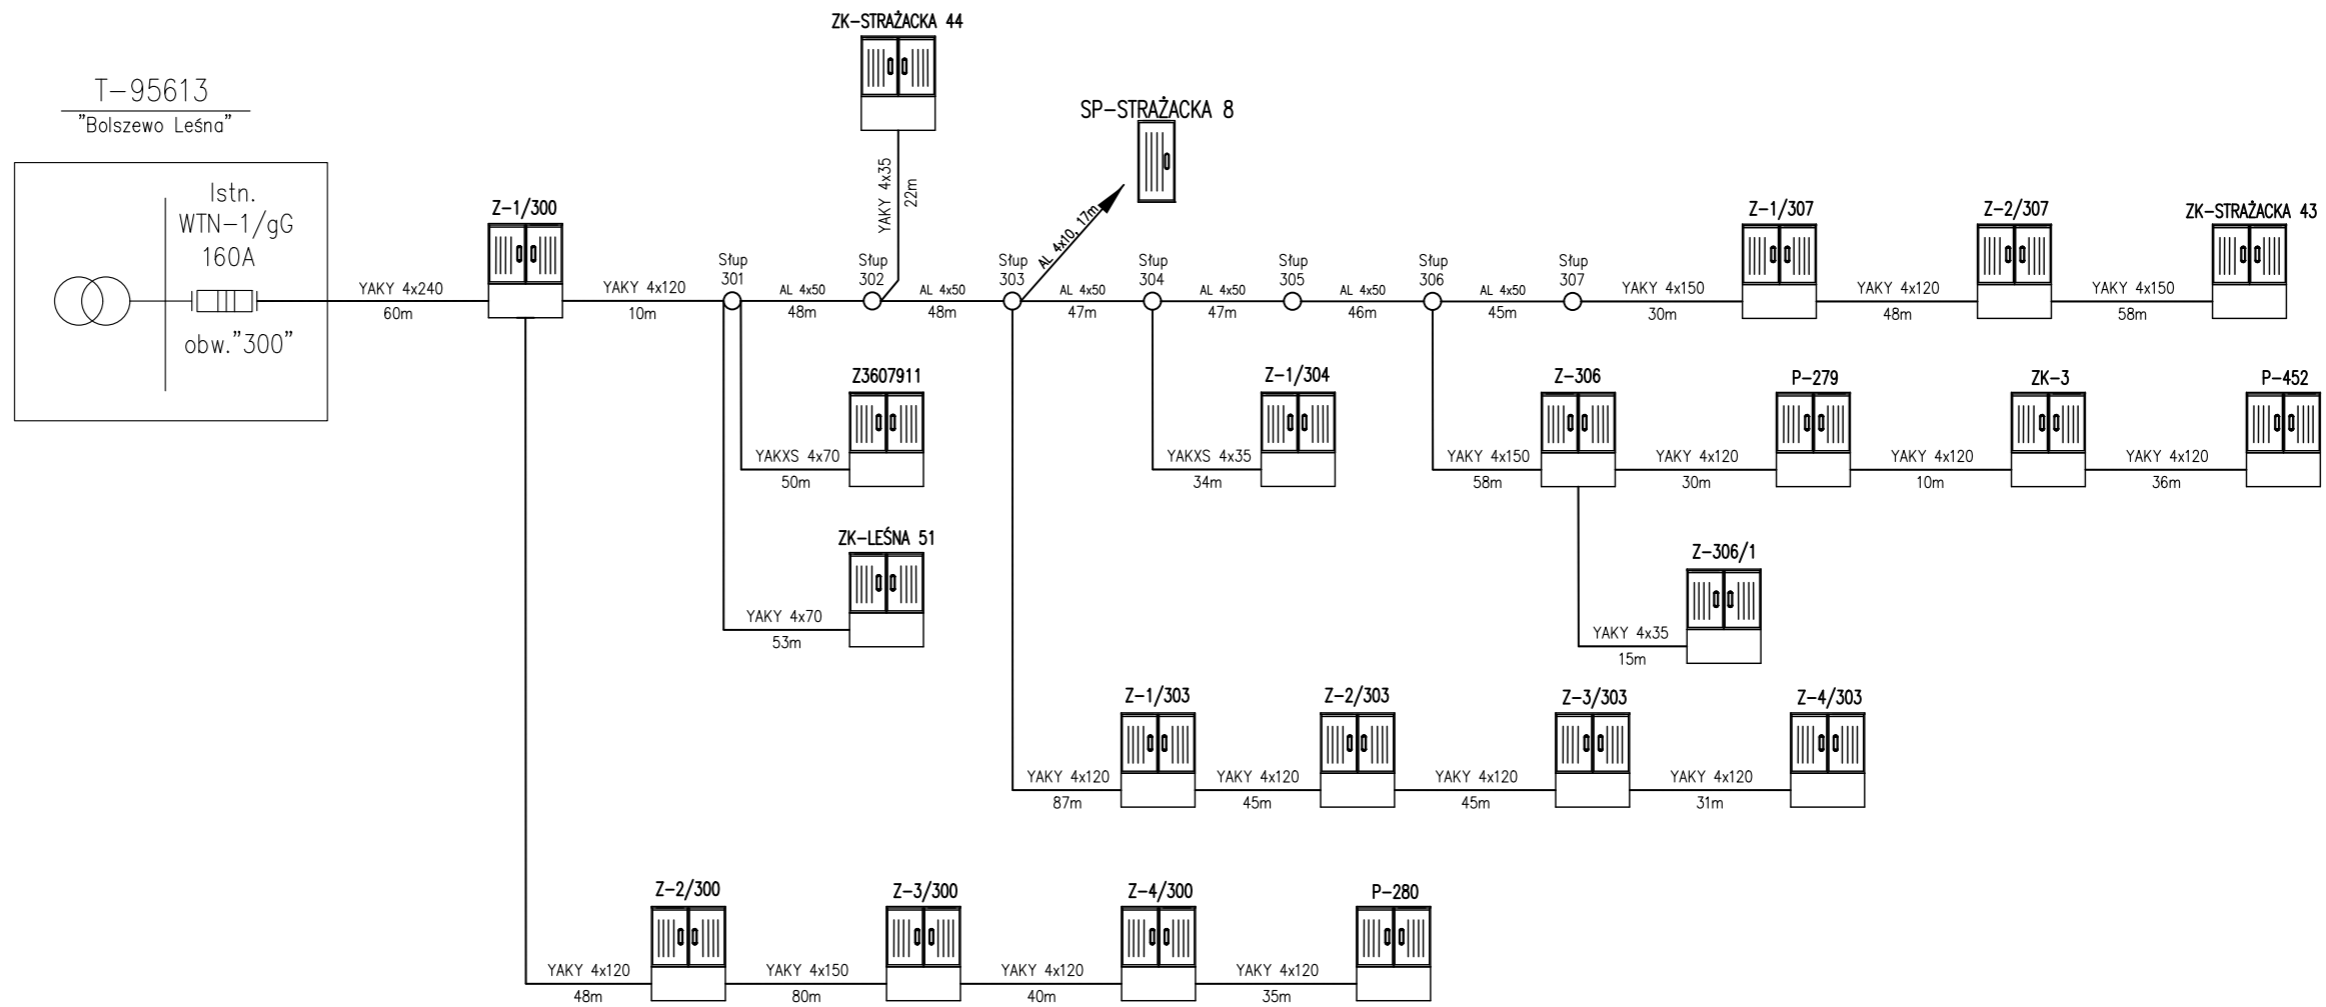 ZK-STRAŻACKA 44
T-95613
"Bolszewo Leśna"
SP-STRAŻACKA 8
Istn.
WTN-1/gG
160A
obw."300"
YAKY 4x240
60m
Z-1/300
YAKY 4x120
10m
Słup
301
AL 4x50
48m
Słup
302
YAKY 4x35
22m
AL 4x50
48m
Słup
303
AL 4x10, 17m
AL 4x50
47m
Słup
304
AL 4x50
47m
Słup
305
AL 4x50
46m
Słup
306
AL 4x50
45m
Słup
307
YAKY 4x150
30m
Z-1/307
YAKY 4x120
48m
Z-2/307
YAKY 4x150
58m
ZK-STRAŻACKA 43
Z3607911
YAKXS 4x70
50m
Z-1/304
YAKXS 4x35
34m
Z-306
YAKY 4x150
58m
P-279
YAKY 4x120
30m
ZK-3
YAKY 4x120
10m
P-452
YAKY 4x120
36m
ZK-LEŚNA 51
YAKY 4x70
53m
Z-306/1
YAKY 4x35
15m
Z-1/303
YAKY 4x120
87m
Z-2/303
YAKY 4x120
45m
Z-3/303
YAKY 4x120
45m
Z-4/303
YAKY 4x120
31m
Z-2/300
YAKY 4x120
48m
Z-3/300
YAKY 4x150
80m
Z-4/300
YAKY 4x120
40m
P-280
YAKY 4x120
35m